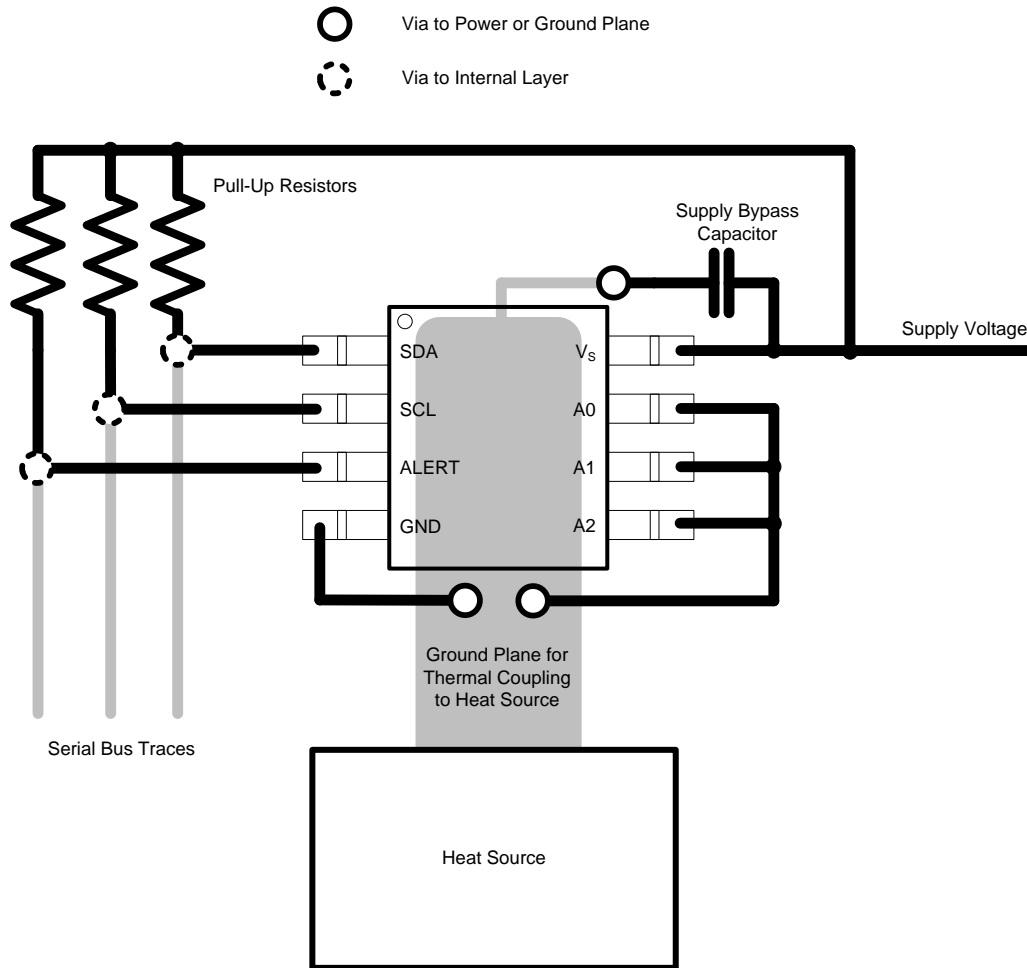 Via to Power or Ground Plane
Via to Internal Layer
Pull-Up Resistors
Supply Bypass
Capacitor
Supply Voltage
SDA
VS
SCL
A0
ALERT
A1
GND
A2
Ground Plane for
Thermal Coupling
to Heat Source
Serial Bus Traces
Heat Source